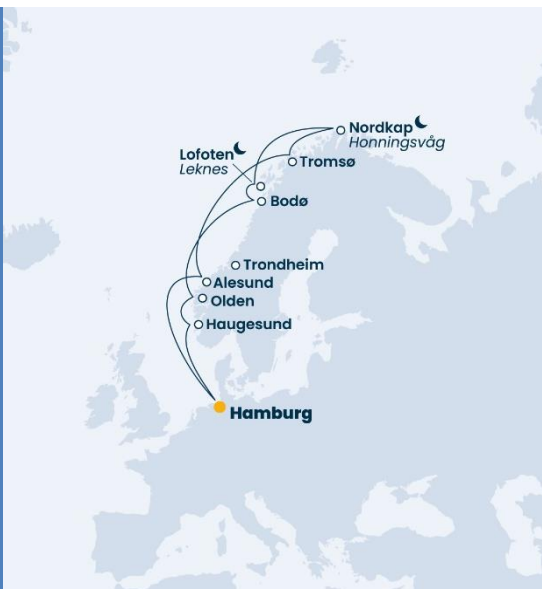 Nordkap
Honningsvåg
Lofoten
Leknes
Tromsø
Bodø
Trondheim
Alesund
Olden
Haugesund
Hamburg